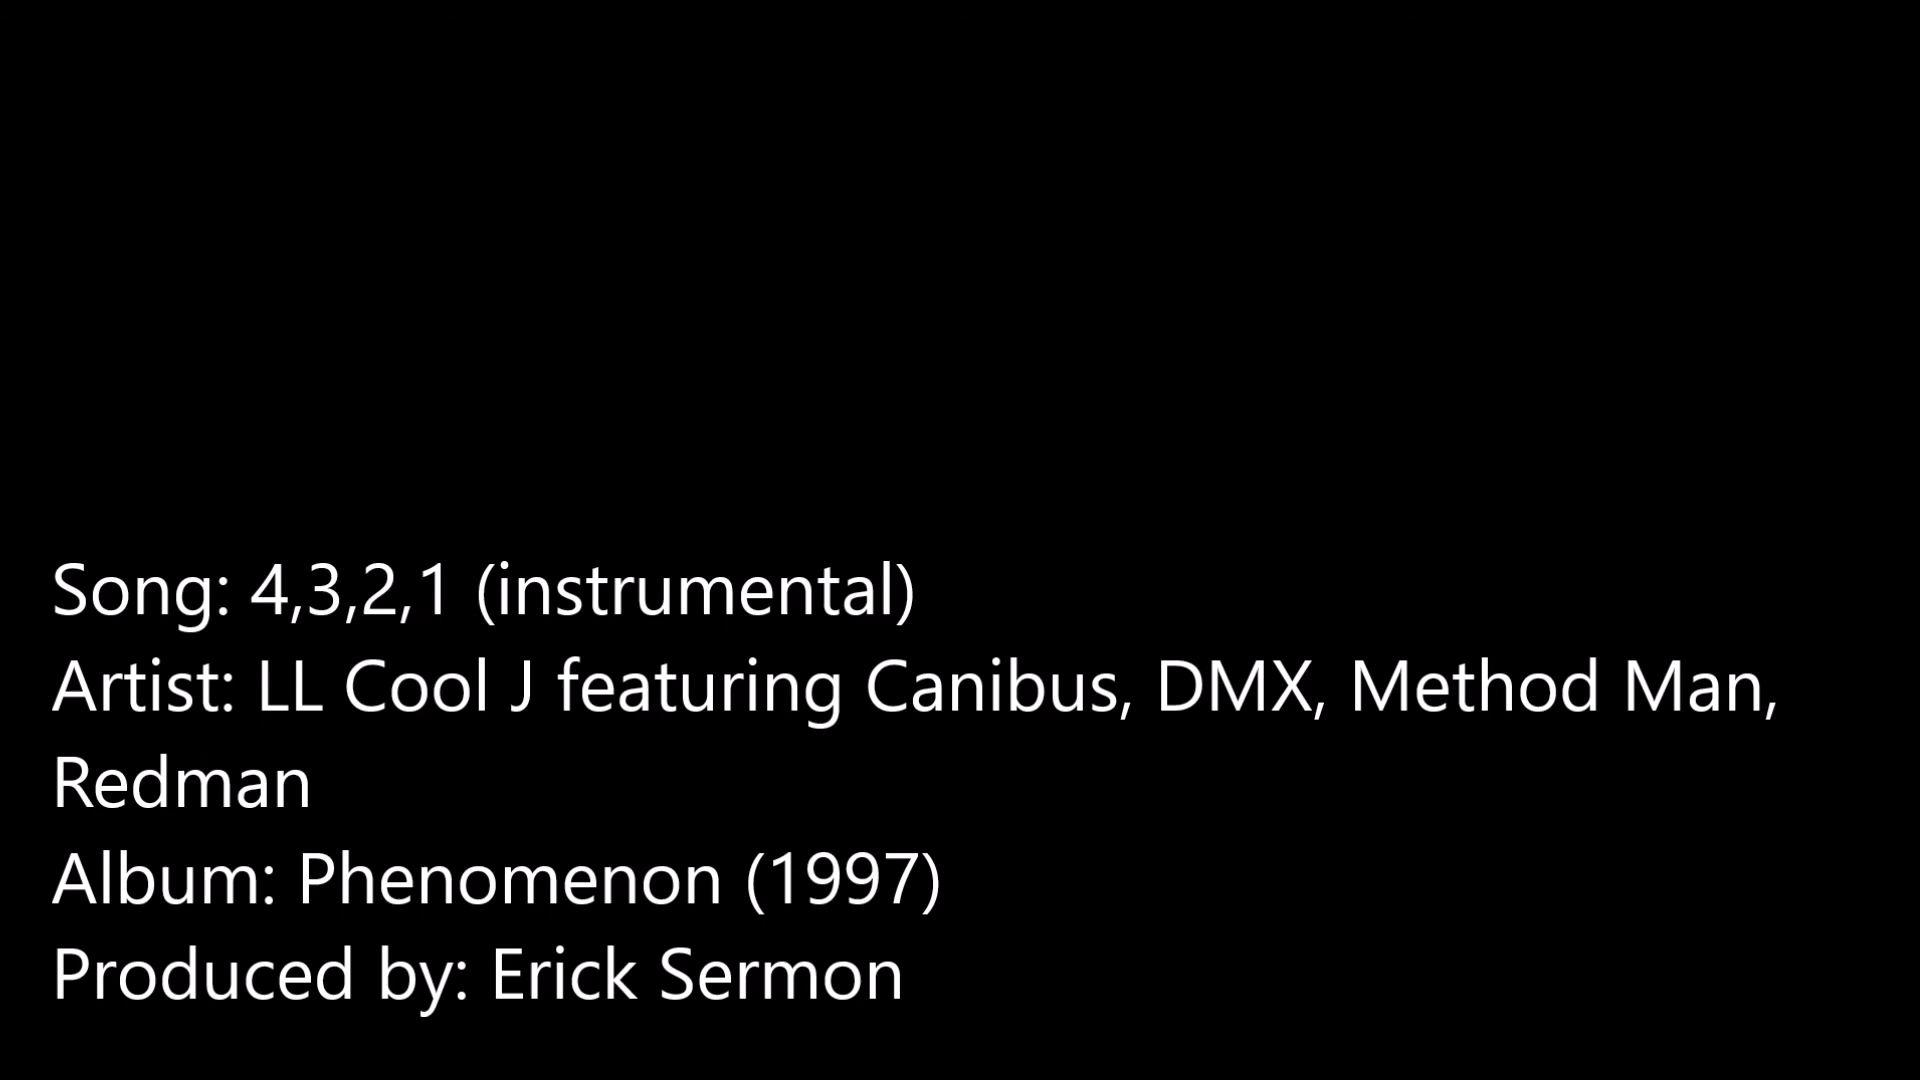 Song: 4,3,2,1 (instrumental)
Artist: LL Cool J featuring Canibus, DMX, Method Man,
Redman
Album: Phenomenon (1997)
Produced by: Erick Sermon